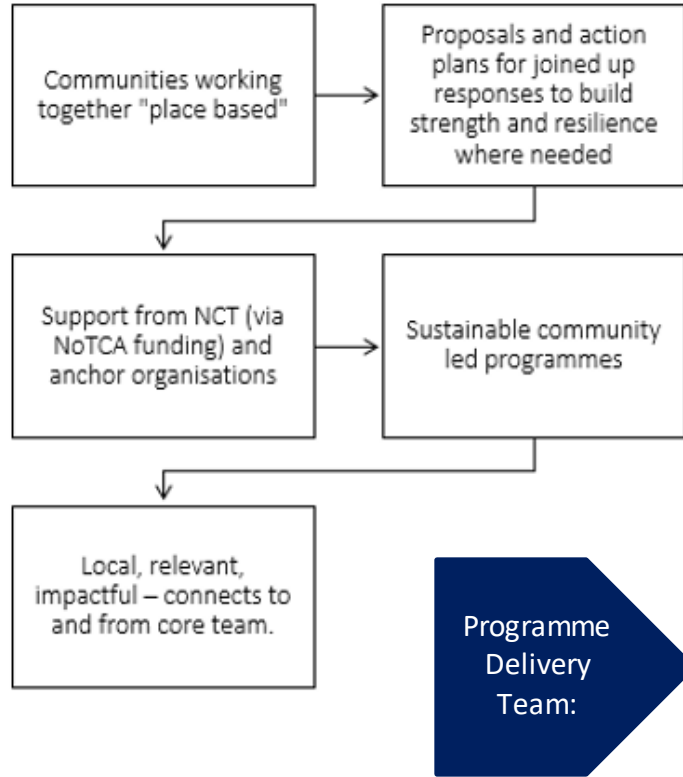 Communities working
together "place based"
Proposals and action
plans for joined up
responses to build
strength and resilience
where needed
Support from NCT (via
NoTCA funding) and
anchor organisations
Sustainable community
led programmes
Local, relevant,
impactful – connects to
and from core team.
Programme
Delivery
Team: